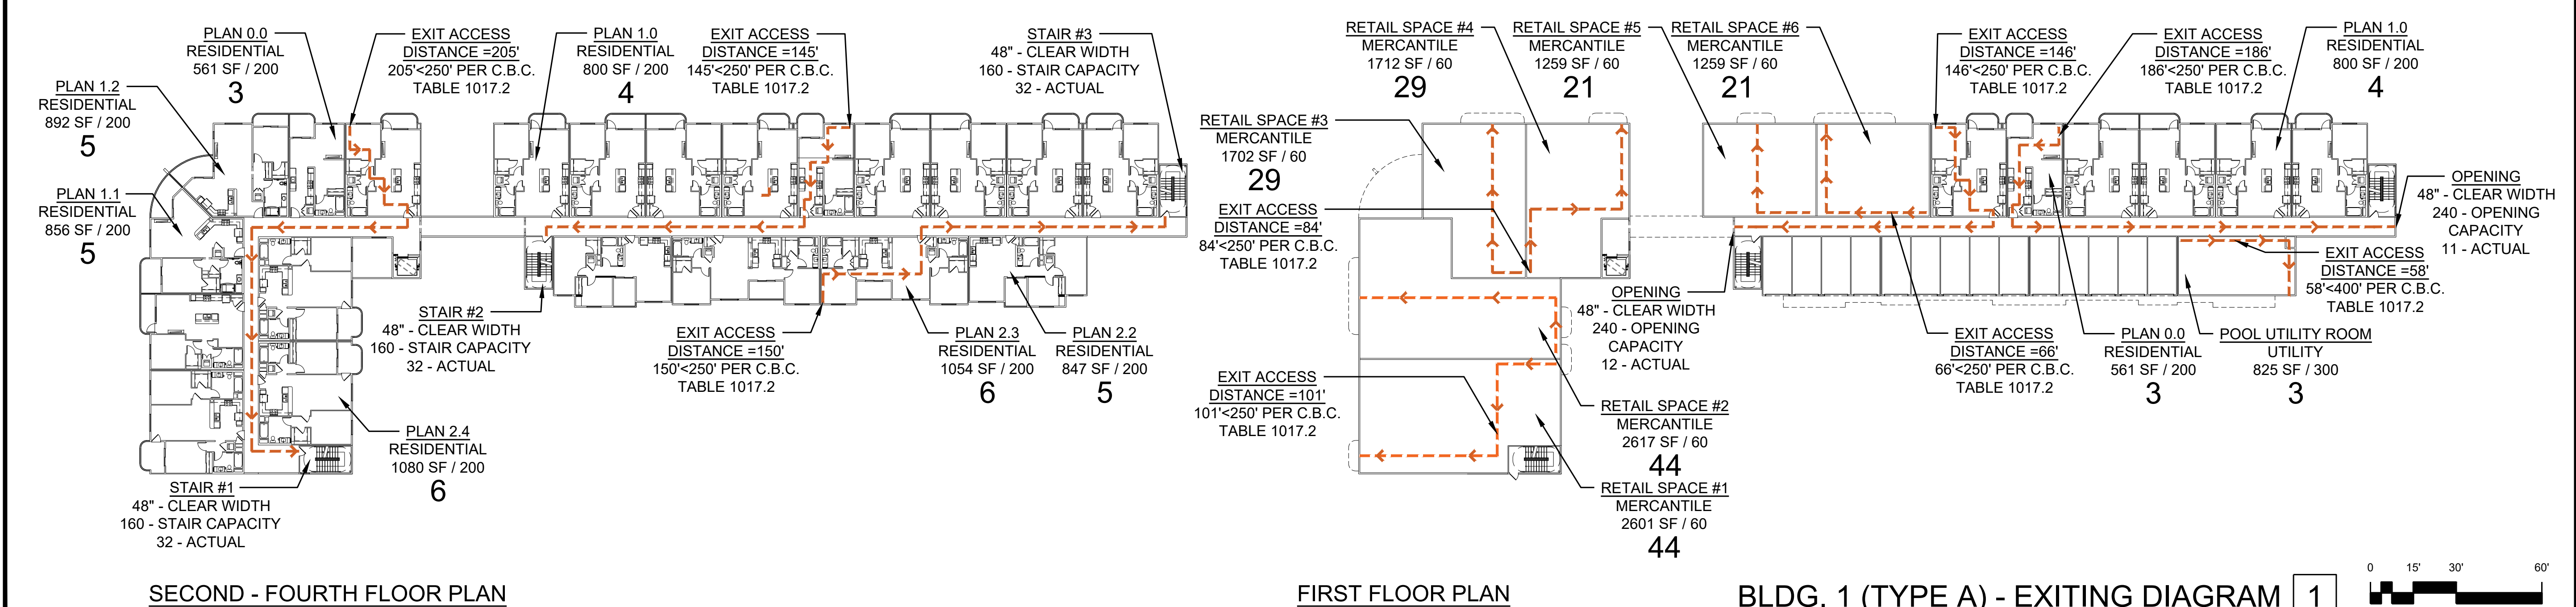 PLAN 0.0
RESIDENTIAL
561 SF / 200
3
EXIT ACCESS
DISTANCE =205'
205'<250' PER C.B.C.
TABLE 1017.2
PLAN 1.0
RESIDENTIAL
800 SF / 200
4
EXIT ACCESS
DISTANCE =145'
145'<250' PER C.B.C.
TABLE 1017.2
STAIR #3
48" - CLEAR WIDTH
160 - STAIR CAPACITY
32 - ACTUAL
PLAN 1.2
RESIDENTIAL
892 SF / 200
5
PLAN 1.1
RESIDENTIAL
856 SF / 200
5
STAIR #2
48" - CLEAR WIDTH
160 - STAIR CAPACITY
32 - ACTUAL
EXIT ACCESS
DISTANCE =150'
150'<250' PER C.B.C.
TABLE 1017.2
PLAN 2.3
RESIDENTIAL
1054 SF / 200
6
PLAN 2.2
RESIDENTIAL
847 SF / 200
5
PLAN 2.4
RESIDENTIAL
1080 SF / 200
6
STAIR #1
48" - CLEAR WIDTH
160 - STAIR CAPACITY
32 - ACTUAL
SECOND - FOURTH FLOOR PLAN
RETAIL SPACE #4
MERCANTILE
1712 SF / 60
29
RETAIL SPACE #5
MERCANTILE
1259 SF / 60
21
RETAIL SPACE #6
MERCANTILE
1259 SF / 60
21
EXIT ACCESS
DISTANCE =146'
146'<250' PER C.B.C.
TABLE 1017.2
EXIT ACCESS
DISTANCE =186'
186'<250' PER C.B.C.
TABLE 1017.2
PLAN 1.0
RESIDENTIAL
800 SF / 200
4
RETAIL SPACE #3
MERCANTILE
1702 SF / 60
29
EXIT ACCESS
DISTANCE =84'
84'<250' PER C.B.C.
TABLE 1017.2
OPENING
48" - CLEAR WIDTH
240 - OPENING
CAPACITY
11 - ACTUAL
EXIT ACCESS
DISTANCE =58'
58'<400' PER C.B.C.
TABLE 1017.2
OPENING
48" - CLEAR WIDTH
240 - OPENING
CAPACITY
12 - ACTUAL
EXIT ACCESS
DISTANCE =66'
66'<250' PER C.B.C.
TABLE 1017.2
PLAN 0.0
RESIDENTIAL
561 SF / 200
3
POOL UTILITY ROOM
UTILITY
825 SF / 300
3
EXIT ACCESS
DISTANCE =101'
101'<250' PER C.B.C.
TABLE 1017.2
RETAIL SPACE #2
MERCANTILE
2617 SF / 60
44
RETAIL SPACE #1
MERCANTILE
2601 SF / 60
44
FIRST FLOOR PLAN
BLDG. 1 (TYPE A) - EXITING DIAGRAM 1
0 15' 30' 60'